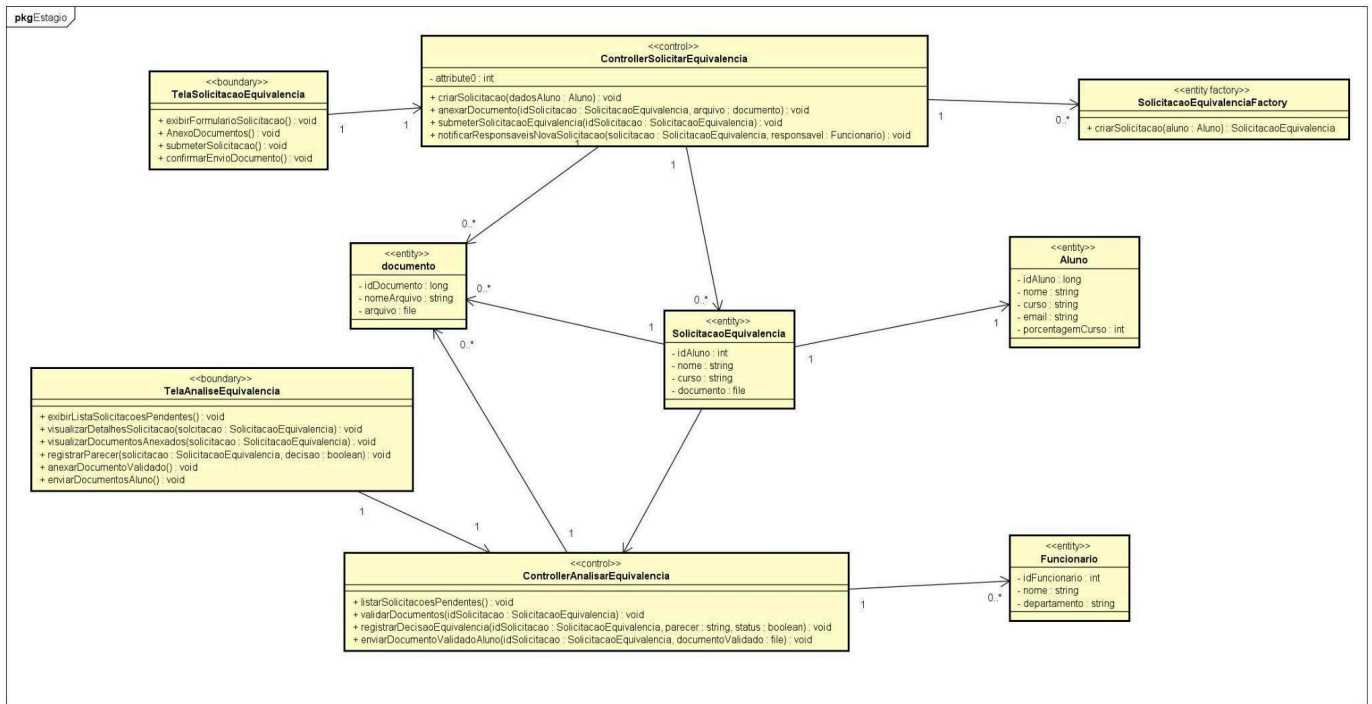 pkg Estagio
<<control>>
ControllerSolicitarEquivalencia
- attribute0 : int
+ criarSolicitacao(dadosAluno : Aluno) : void
+ anexarDocumento(idSolicitacao : SolicitacaoEquivalencia, arquivo : documento) : void
+ submeterSolicitacaoEquivalencia(idSolicitacao : SolicitacaoEquivalencia) : void
+ notificarResponsaveisNovaSolicitacao(solicitacao : SolicitacaoEquivalencia, responsavel : Funcionario) : void
<<boundary>>
TelaSolicitacaoEquivalencia
+ exibirFormularioSolicitacao() : void
+ AnexoDocumentos() : void
+ submeterSolicitacao() : void
+ confirmarEnvioDocumento() : void
1
1
<<entity factory>>
SolicitacaoEquivalenciaFactory
+ criarSolicitacao(aluno : Aluno) : SolicitacaoEquivalencia
1
0..*
1
0..*
1
0..*
<<entity>>
documento
- idDocumento : long
- nomeArquivo : string
- arquivo : file
0..*
1
0..*
<<entity>>
SolicitacaoEquivalencia
- idAluno : int
- nome : string
- curso : string
- documento : file
1
1
<<entity>>
Aluno
- idAluno : long
- nome : string
- curso : string
- email : string
- porcentagemCurso : int
<<boundary>>
TelaAnaliseEquivalencia
+ exibirListaSolicitacoesPendentes() : void
+ visualizarDetalhesSolicitacao(solcitacao : SolicitacaoEquivalencia) : void
+ visualizarDocumentosAnexados(solicitacao : SolicitacaoEquivalencia) : void
+ registrarParecer(solicitacao : SolicitacaoEquivalencia, decisao : boolean) : void
+ anexarDocumentoValidado() : void
+ enviarDocumentosAluno() : void
1
1
1
<<control>>
ControllerAnalisarEquivalencia
+ listarSolicitacoesPendentes() : void
+ validarDocumentos(idSolicitacao : SolicitacaoEquivalencia) : void
+ registrarDecisaoEquivalencia(idSolicitacao : SolicitacaoEquivalencia, parecer : string, status : boolean) : void
+ enviarDocumentoValidadoAluno(idSolicitacao : SolicitacaoEquivalencia, documentoValidado : file) : void
1
0..*
<<entity>>
Funcionario
- idFuncionario : int
- nome : string
- departamento : string